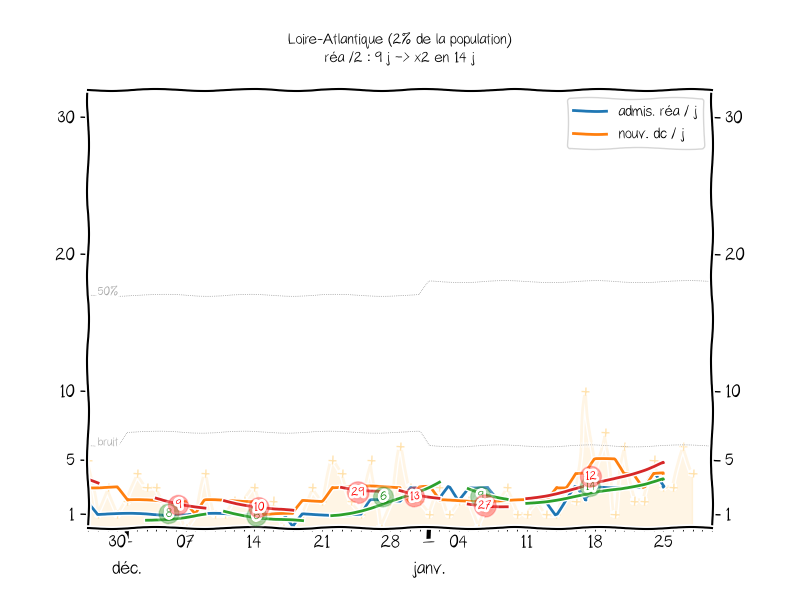 Loire-Atlantique (2% de la population)
réa /2 : 9 j -> x2 en 14 j
admis. réa / j
nouv. dc / j
30 30
20 20
50%
10 10
bruit
5 5
1 1
8 9 10 29 6 13 9 27 12 14
30 07 14 21 28 04 11 18 25
déc. janv.